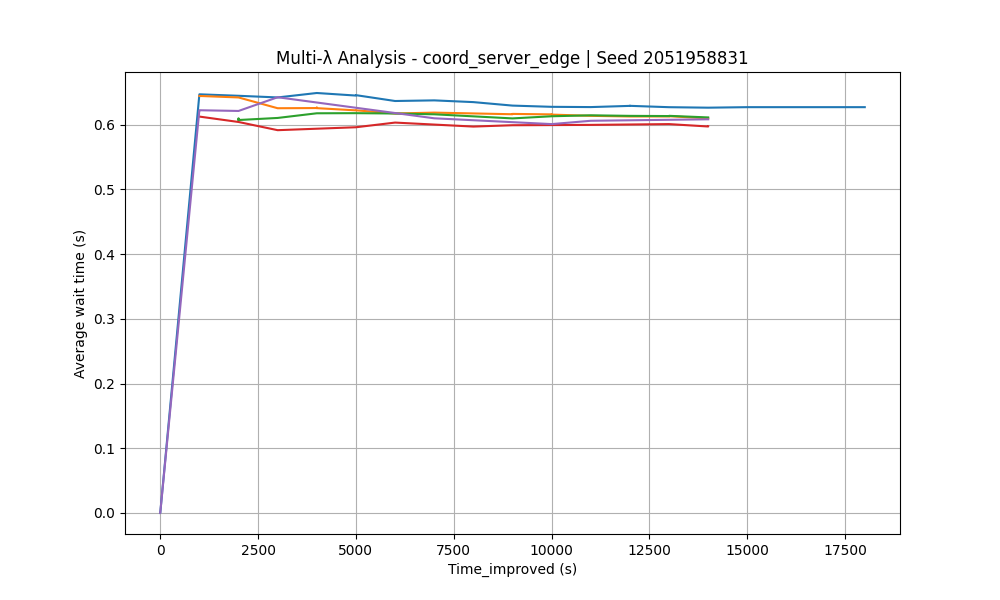 Multi-λ Analysis - coord_server_edge | Seed 2051958831
Average wait time (s)
0.6
0.5
0.4
0.3
0.2
0.1
0.0
0 2500 5000 7500 10000 12500 15000 17500
Time_improved (s)